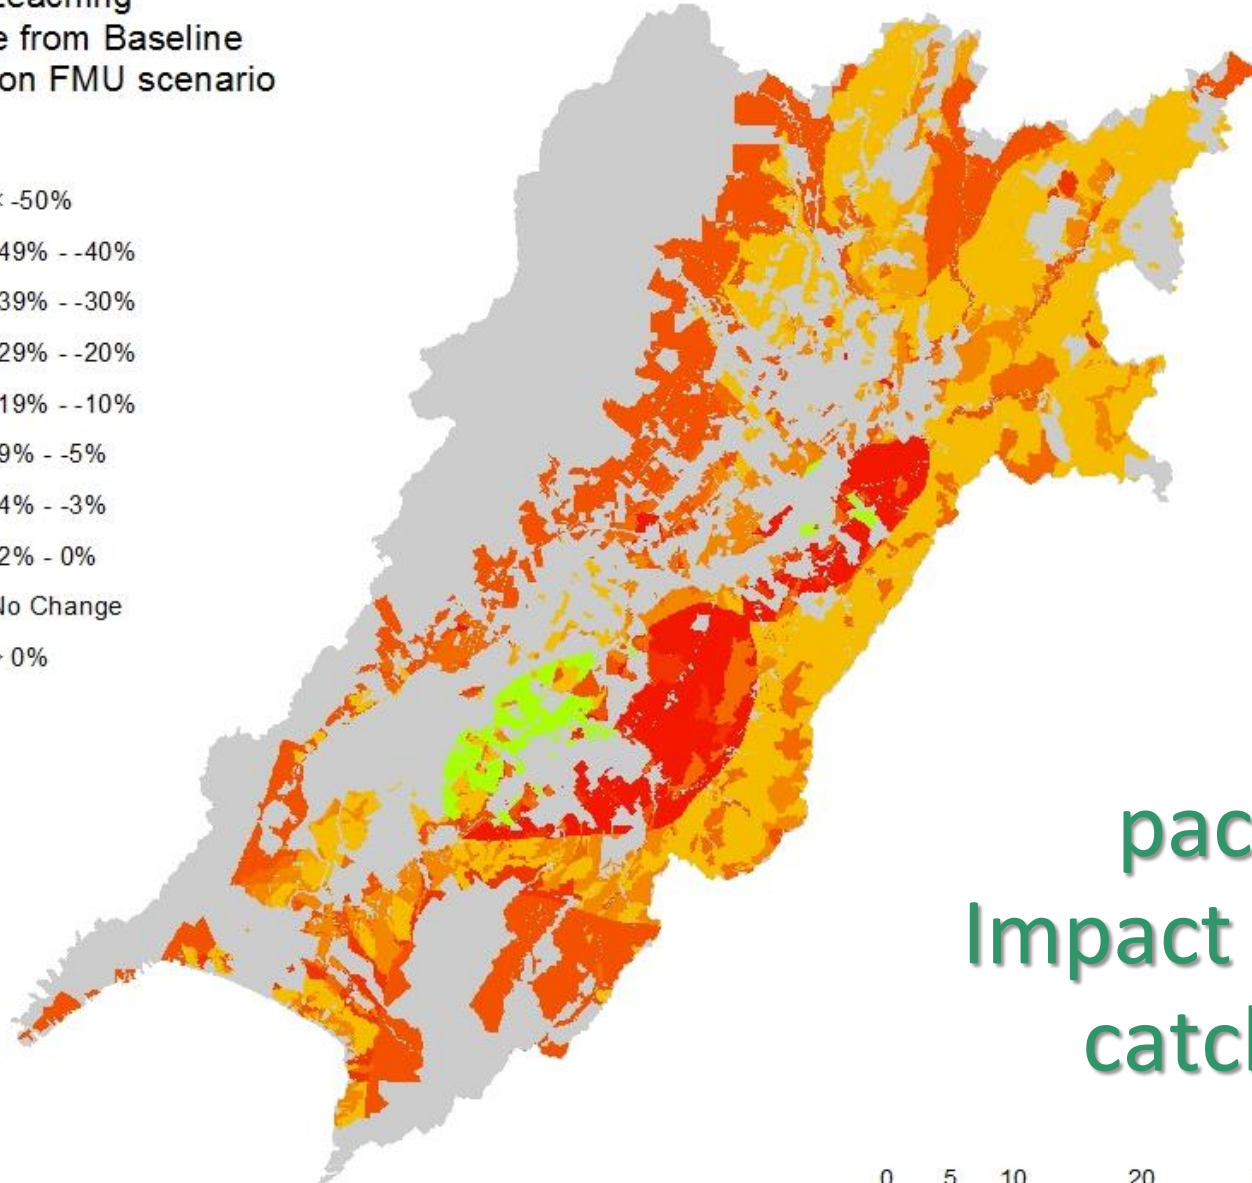 e from Baseline
on FMU scenario
-50%
49% - -40%
39% - -30%
29% - -20%
19% - -10%
9% - -5%
4% - -3%
2% - 0%
No Change
0%
pac
Impact
catc
0 5 10 20